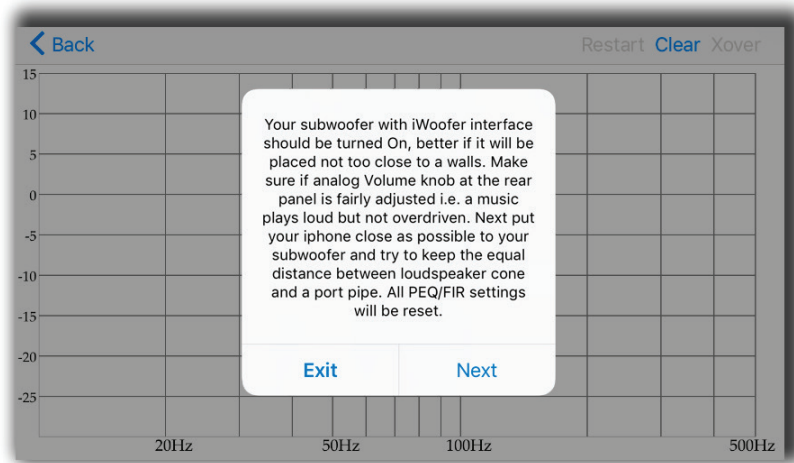 Back Restart Clear Xover
15
10
5
0
-5
-10
-15
-20
-25
Your subwoofer with iWoofer interface
should be turned On, better if it will be
placed not too close to a walls. Make
sure if analog Volume knob at the rear
panel is fairly adjusted i.e. a music
plays loud but not overdriven. Next put
your iphone close as possible to your
subwoofer and try to keep the equal
distance between loudspeaker cone
and a port pipe. All PEQ/FIR settings
will be reset.
Exit Next
20Hz 50Hz 100Hz 500Hz